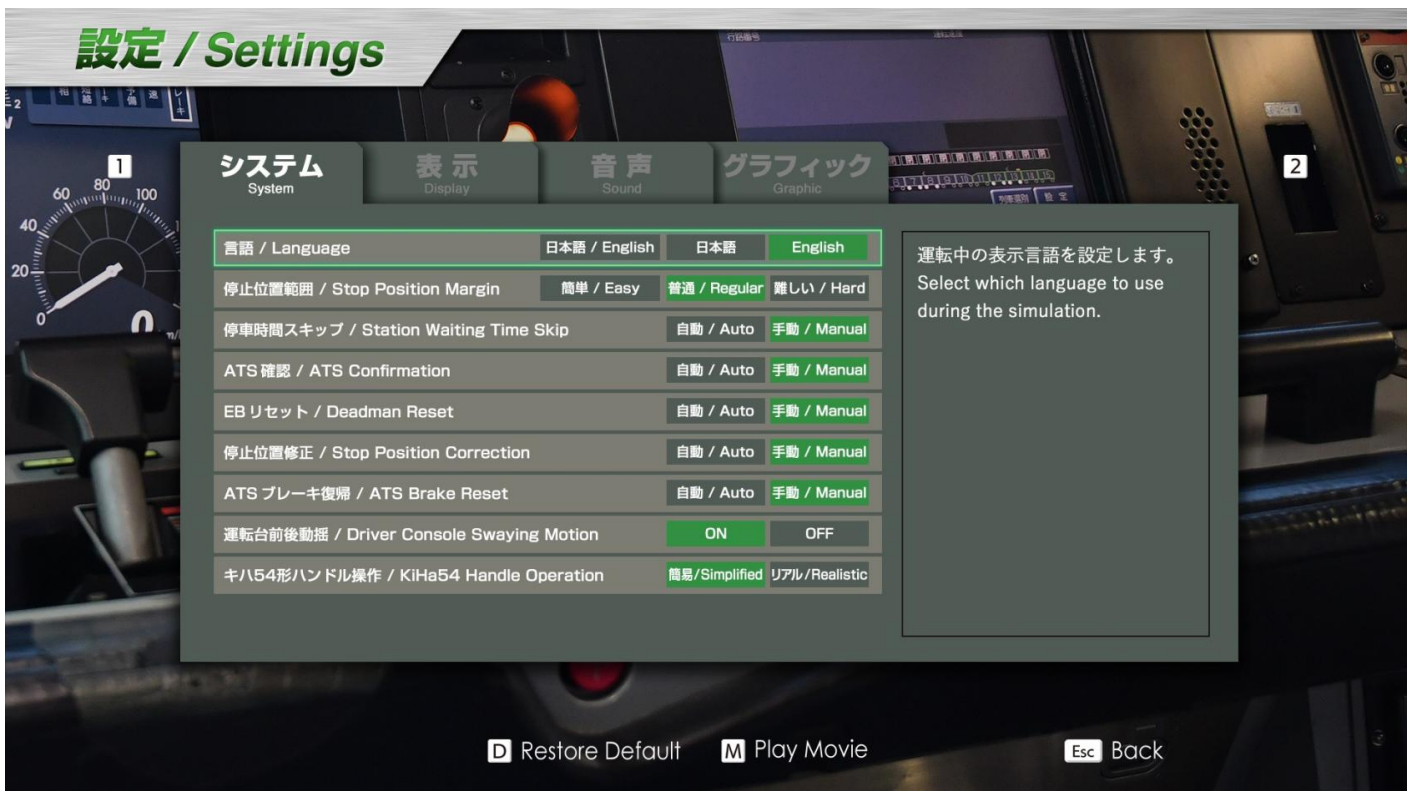 設定 / Settings
1
2
システム
System
表示
Display
音声
Sound
グラフィック
Graphic
言語 / Language 日本語 / English 日本語 English
停止位置範囲 / Stop Position Margin 簡単 / Easy 普通 / Regular 難しい / Hard
停車時間スキップ / Station Waiting Time Skip 自動 / Auto 手動 / Manual
ATS 確認 / ATS Confirmation 自動 / Auto 手動 / Manual
EB リセット / Deadman Reset 自動 / Auto 手動 / Manual
停止位置修正 / Stop Position Correction 自動 / Auto 手動 / Manual
ATS ブレーキ復帰 / ATS Brake Reset 自動 / Auto 手動 / Manual
運転台前後動揺 / Driver Console Swaying Motion ON OFF
キハ54形ハンドル操作 / KiHa54 Handle Operation 簡易/Simplified リアル/Realistic
運転中の表示言語を設定します。
Select which language to use
during the simulation.
0
20
40
60
80
100
0
D Restore Default M Play Movie Esc Back